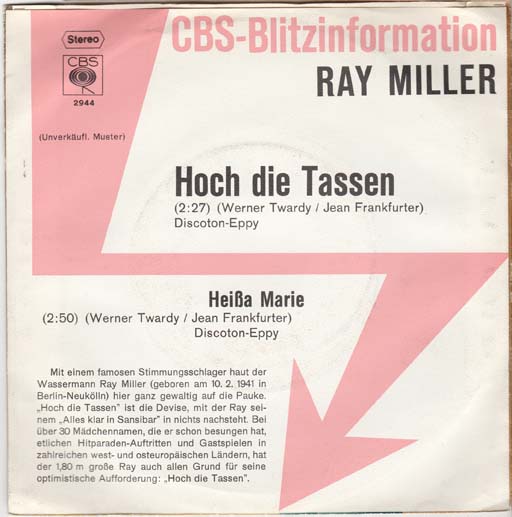 Stereo
CBS-Blitzinformation
CBS
2944
RAY MILLER
(Unverkäufl. Muster)
Hoch die Tassen
(2:27) (Werner Twardy / Jean Frankfurter)
Discoton-Eppy
Heißa Marie
(2:50) (Werner Twardy / Jean Frankfurter)
Discoton-Eppy
Mit einem famosen Stimmungsschlager haut der
Wassermann Ray Miller (geboren am 10. 2. 1941 in
Berlin-Neukölln) hier ganz gewaltig auf die Pauke.
„Hoch die Tassen" ist die Devise, mit der Ray sei-
nem „Alles klar in Sansibar" in nichts nachsteht. Bei
über 30 Mädchennamen, die er schon besungen hat,
etlichen Hitparaden-Auftritten und Gastspielen in
zahlreichen west- und osteuropäischen Ländern, hat
der 1,80 m große Ray auch allen Grund für seine
optimistische Aufforderung: „Hoch die Tassen".